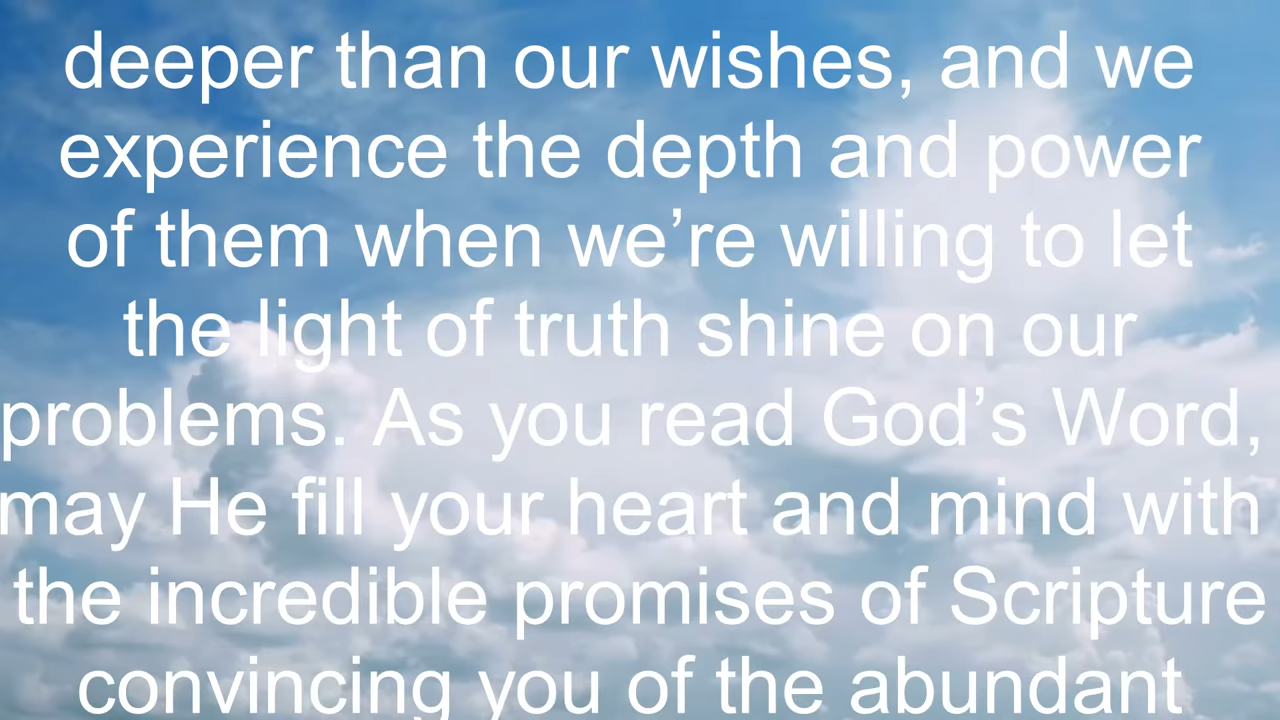 deeper than our wishes, and we
experience the depth and power
of them when we’re willing to let
the light of truth shine on our
problems. As you read God’s Word,
may He fill your heart and mind with
the incredible promises of Scripture
convincing you of the abundant